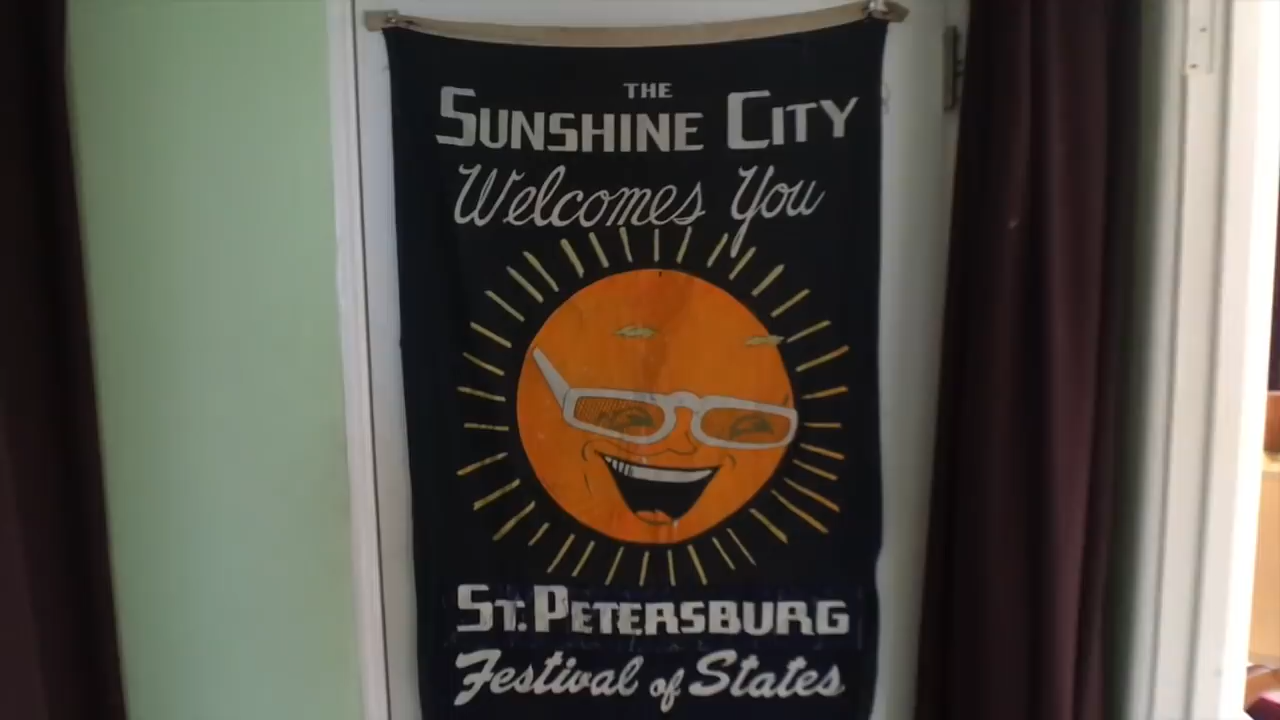 THE
SUNSHINE CITY
Welcomes You
ST. PETERSBURG
Festival of States